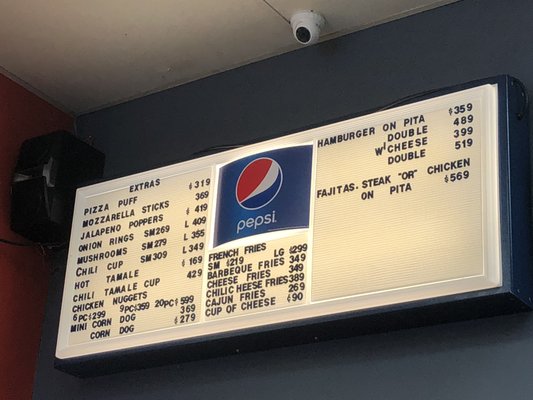 EXTRAS
PIZZA PUFF $319
MOZZARELLA STICKS 369
JALAPENO POPPERS $419
ONION RINGS SM269 L 409
MUSHROOMS SM279 L 355
CHILI CUP SM309 L 349
HOT TAMALE $169
CHILI TAMALE CUP 429
CHICKEN NUGGETS
6PC$299 9PC$359 20PC$599
MINI CORN DOG 369
CORN DOG $279
pepsi
FRENCH FRIES
SM $219 LG $299
BARBEQUE FRIES 349
CHEESE FRIES 349
CHILIC HEESE FRIES389
CAJUN FRIES 269
CUP OF CHEESE $90
HAMBURGER ON PITA $359
DOUBLE 489
W/CHEESE 399
DOUBLE 519
FAJITAS-STEAK "OR" CHICKEN
ON PITA $569